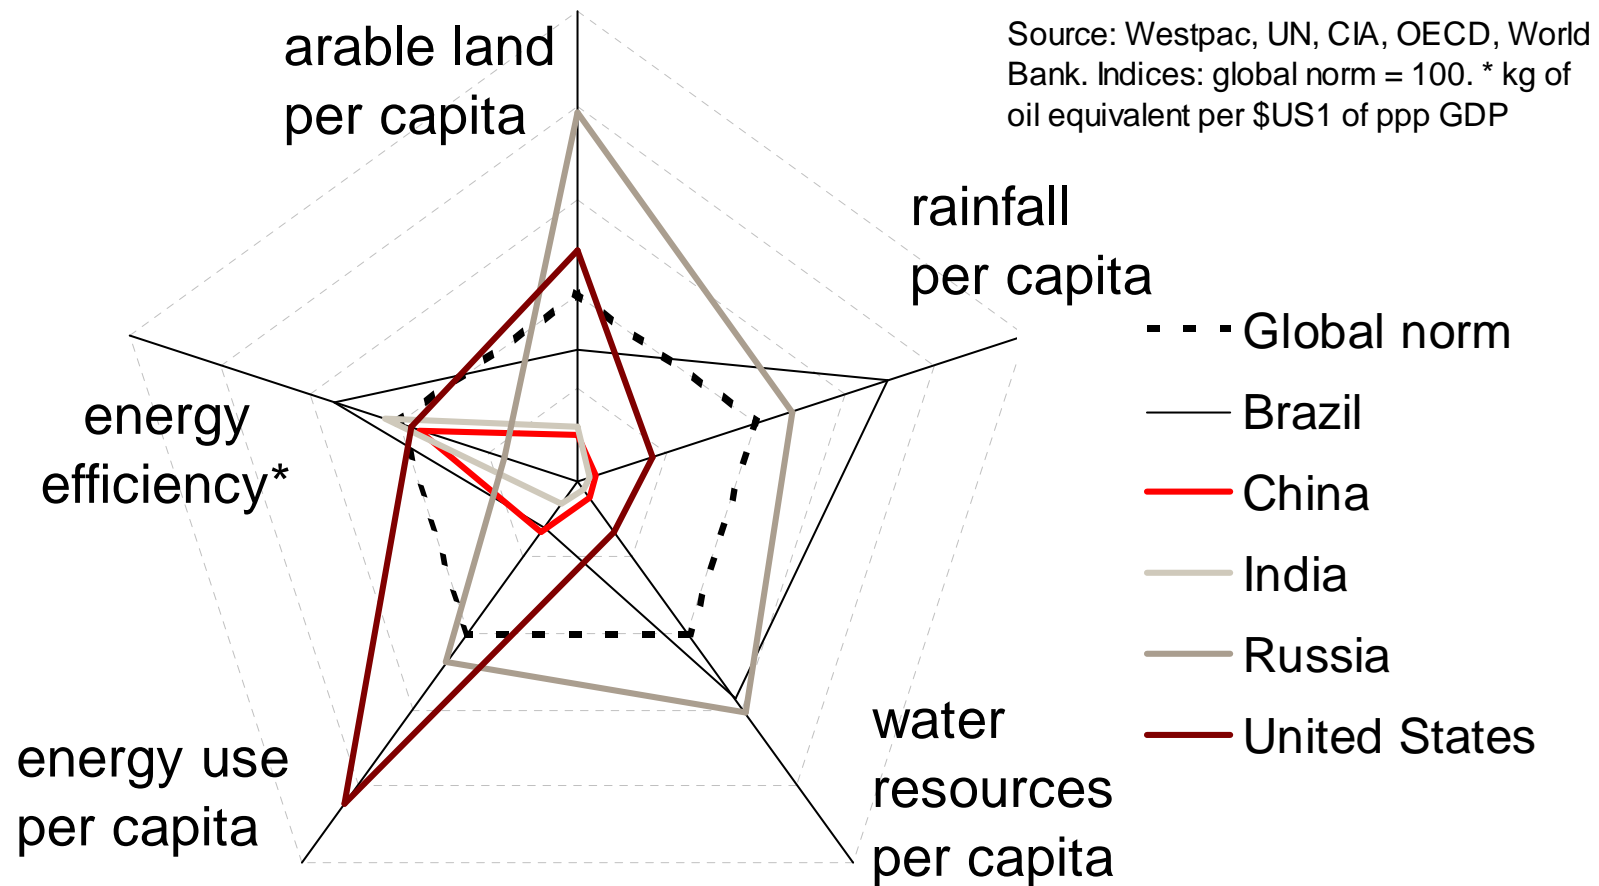 arable land
per capita
Source: Westpac, UN, CIA, OECD, World
Bank. Indices: global norm = 100. * kg of
oil equivalent per $US1 of ppp GDP
rainfall
per capita
Global norm
Brazil
China
India
Russia
United States
energy
efficiency*
energy use
per capita
water
resources
per capita